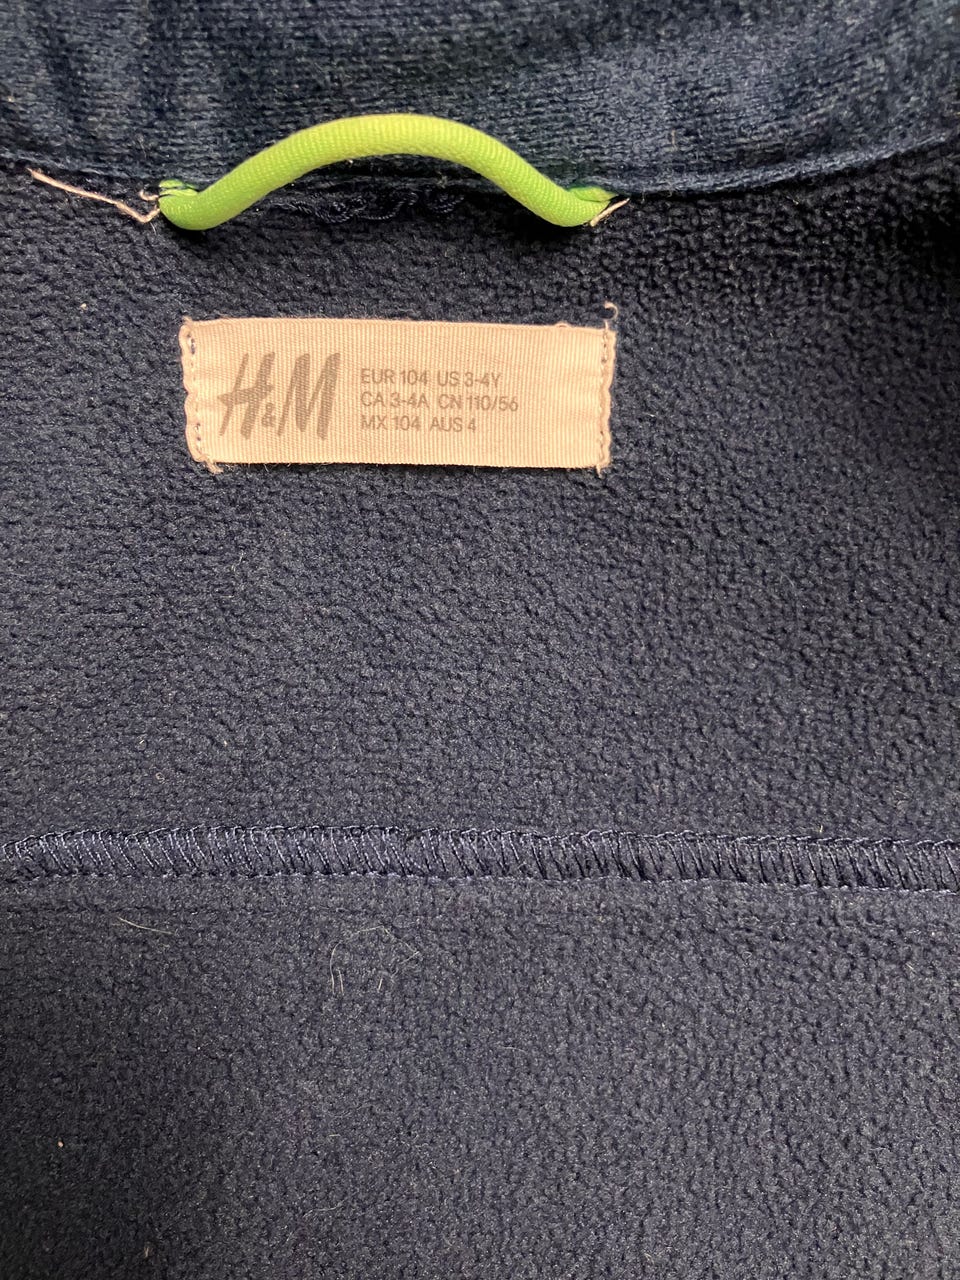 H&M
EUR 104 US 3-4Y
CA 3-4A CN 110/56
MX 104 AUS 4